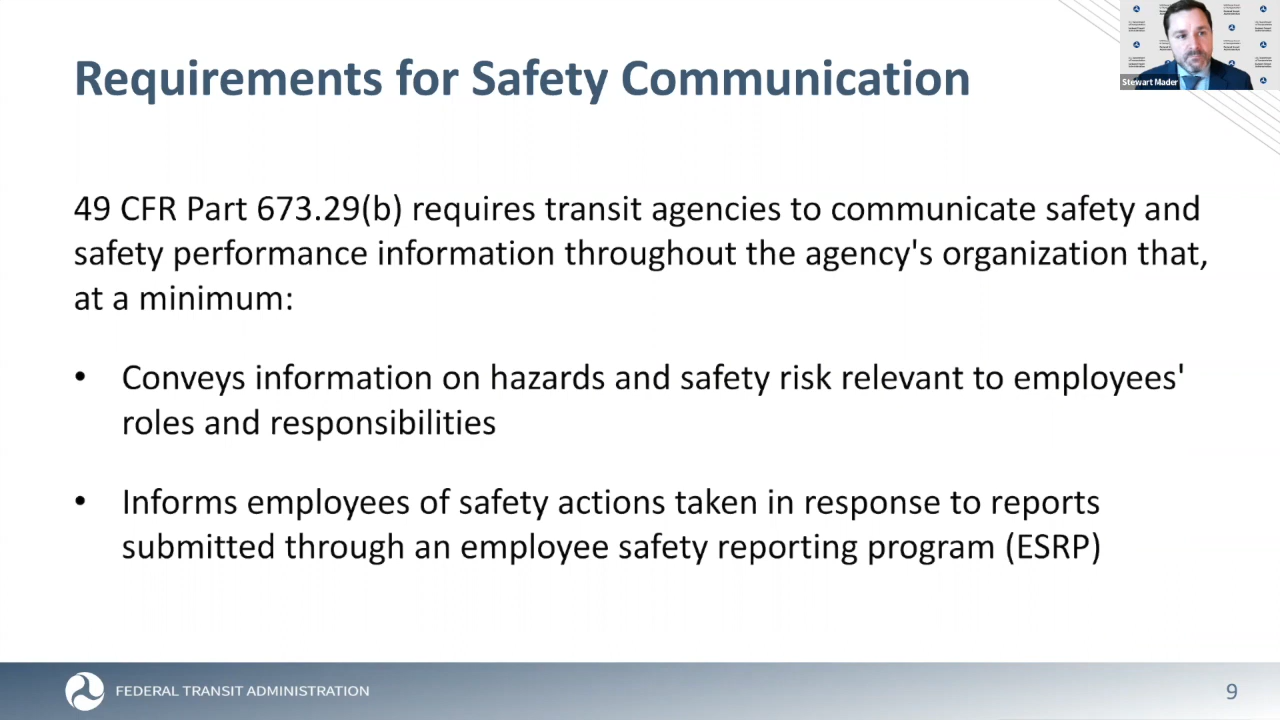 Requirements for Safety Communication
Stewart Mader
49 CFR Part 673.29(b) requires transit agencies to communicate safety and
safety performance information throughout the agency's organization that,
at a minimum:
• Conveys information on hazards and safety risk relevant to employees'
roles and responsibilities
• Informs employees of safety actions taken in response to reports
submitted through an employee safety reporting program (ESRP)
FEDERAL TRANSIT ADMINISTRATION
9